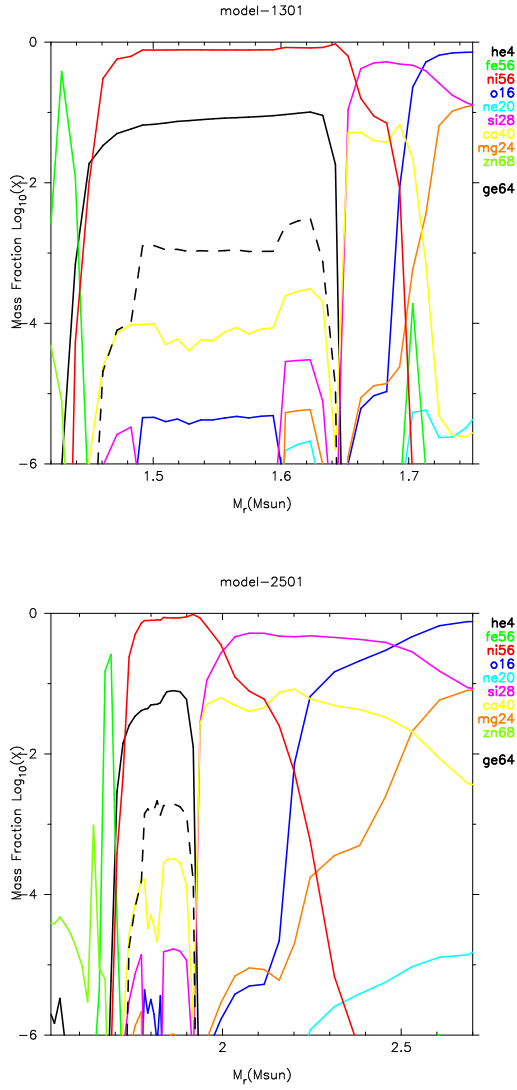 model-1301
0
-2
-4
-6
Mass Fraction Log10(X)
1.5
1.6
1.7
Mr(Msun)
he4
fe56
ni56
o16
ne20
si28
co40
mg24
zn68
ge64
model-2501
0
-2
-4
-6
Mass Fraction Log10(X)
2
2.5
Mr(Msun)
he4
fe56
ni56
o16
ne20
si28
co40
mg24
zn68
ge64